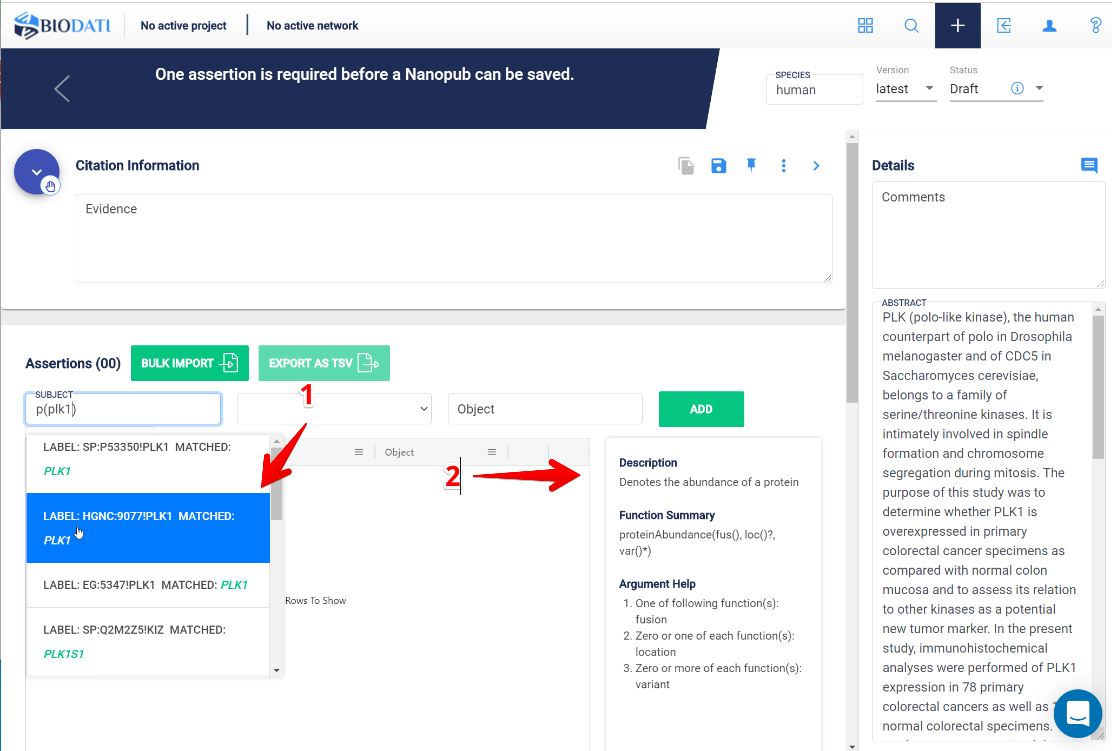 BIODATI
No active project
No active network
?
One assertion is required before a Nanopub can be saved.
SPECIES
human
Version
latest
Status
Draft
Citation Information
Evidence
Details
Comments
Assertions (00)
BULK IMPORT
EXPORT AS TSV
SUBJECT
p(plk1)
Object
ADD
1
LABEL: SP:P53350!PLK1 MATCHED:
PLK1
LABEL: HGNC:9077!PLK1 MATCHED:
PLK1
LABEL: EG:5347!PLK1 MATCHED: PLK1
LABEL: SP:Q2M2Z5!KIZ MATCHED:
PLK1S1
Object
2
Rows To Show
Description
Denotes the abundance of a protein
Function Summary
proteinAbundance(fus(), loc()?,
var()*)
Argument Help
1. One of following function(s):
fusion
2. Zero or one of each function(s):
location
3. Zero or more of each function(s):
variant
ABSTRACT
PLK (polo-like kinase), the human
counterpart of polo in Drosophila
melanogaster and of CDC5 in
Saccharomyces cerevisiae,
belongs to a family of
serine/threonine kinases. It is
intimately involved in spindle
formation and chromosome
segregation during mitosis. The
purpose of this study was to
determine whether PLK1 is
overexpressed in primary
colorectal cancer specimens as
compared with normal colon
mucosa and to assess its relation
to other kinases as a potential
new tumor marker. In the present
study, immunohistochemical
analyses were performed of PLK1
expression in 78 primary
colorectal cancers as well as
normal colorectal specimens.